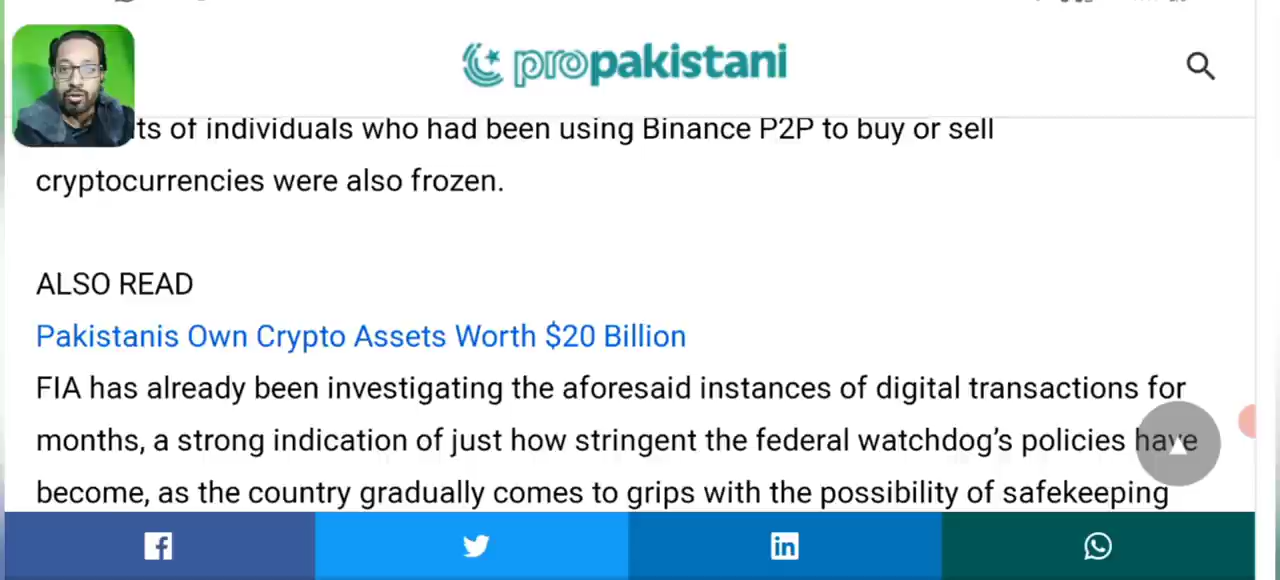 propakistani
ts of individuals who had been using Binance P2P to buy or sell
cryptocurrencies were also frozen.
ALSO READ
Pakistanis Own Crypto Assets Worth $20 Billion
FIA has already been investigating the aforesaid instances of digital transactions for
months, a strong indication of just how stringent the federal watchdog's policies have
become, as the country gradually comes to grips with the possibility of safekeeping